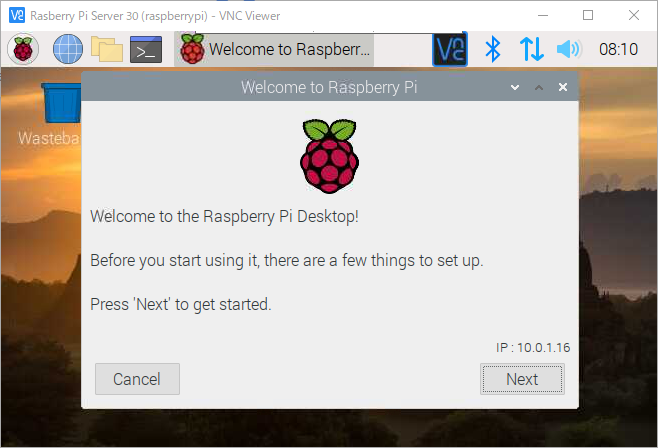 Rasberry Pi Server 30 (raspberrypi) - VNC Viewer
Welcome to Raspberr...
08:10
Welcome to Raspberry Pi
Welcome to the Raspberry Pi Desktop!
Before you start using it, there are a few things to set up.
Press 'Next' to get started.
IP : 10.0.1.16
Cancel
Next